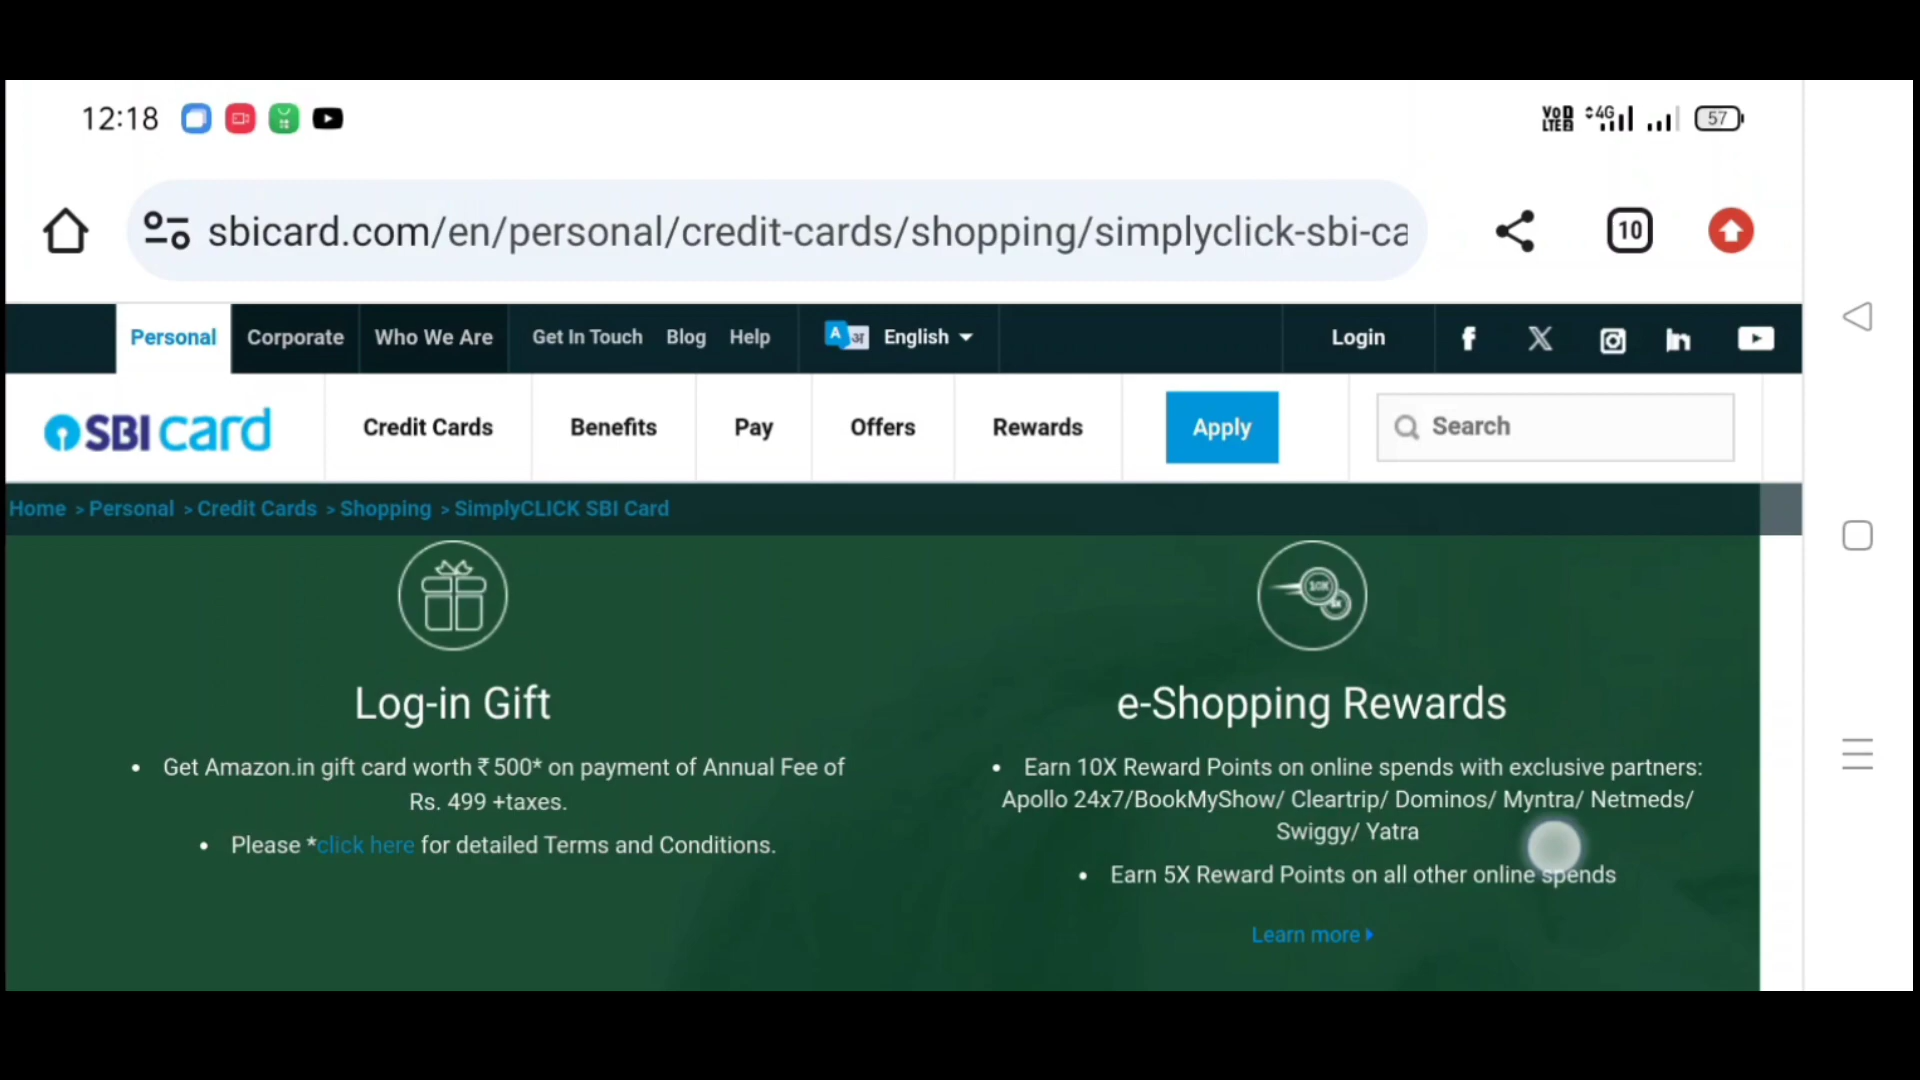 12:18
VoD LTE2 4G 57
sbicard.com/en/personal/credit-cards/shopping/simplyclick-sbi-ca
10
Personal Corporate Who We Are Get In Touch Blog Help A अ English Login
SBI card Credit Cards Benefits Pay Offers Rewards Apply Search
Home > Personal > Credit Cards > Shopping > SimplyCLICK SBI Card
10X
Log-in Gift
• Get Amazon.in gift card worth ₹ 500* on payment of Annual Fee of
Rs. 499 +taxes.
• Please *click here for detailed Terms and Conditions.
e-Shopping Rewards
• Earn 10X Reward Points on online spends with exclusive partners:
Apollo 24x7/BookMyShow/ Cleartrip/ Dominos/ Myntra/ Netmeds/
Swiggy/ Yatra
• Earn 5X Reward Points on all other online spends
Learn more